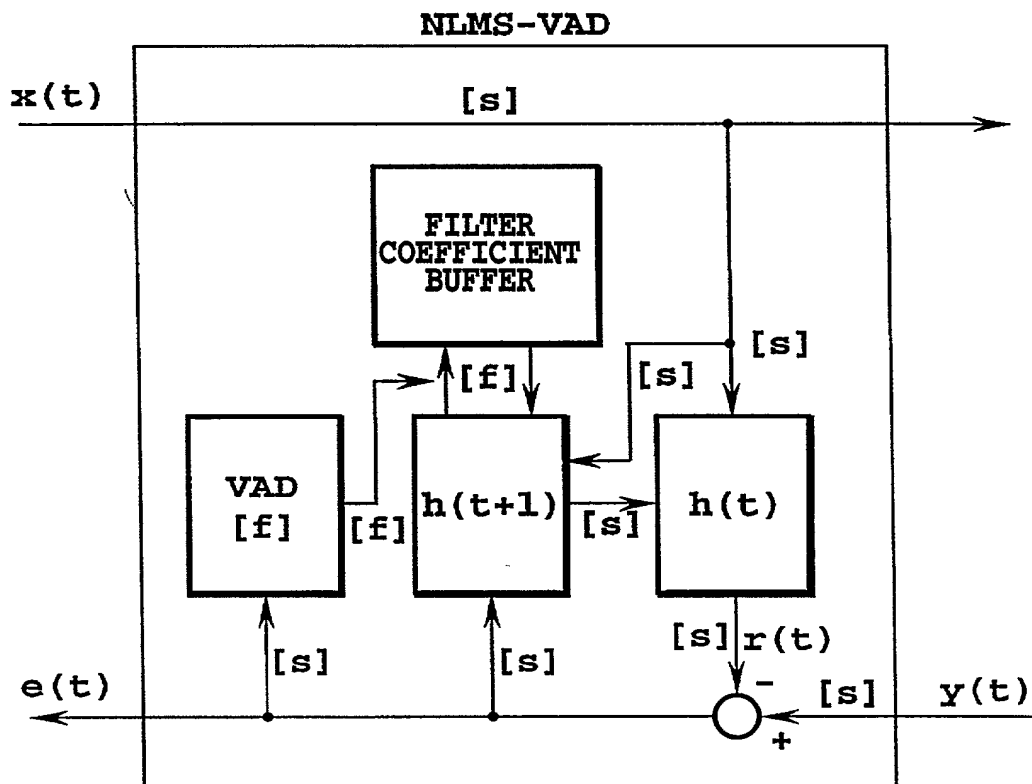 NLMS-VAD
x(t)
[s]
FILTER
COEFFICIENT
BUFFER
[s]
[s]
[f]
VAD
[f]
[f]
h(t+1)
[s]
h(t)
[s]
[s]
[s] r(t)
-
e(t)
[s]
y(t)
+